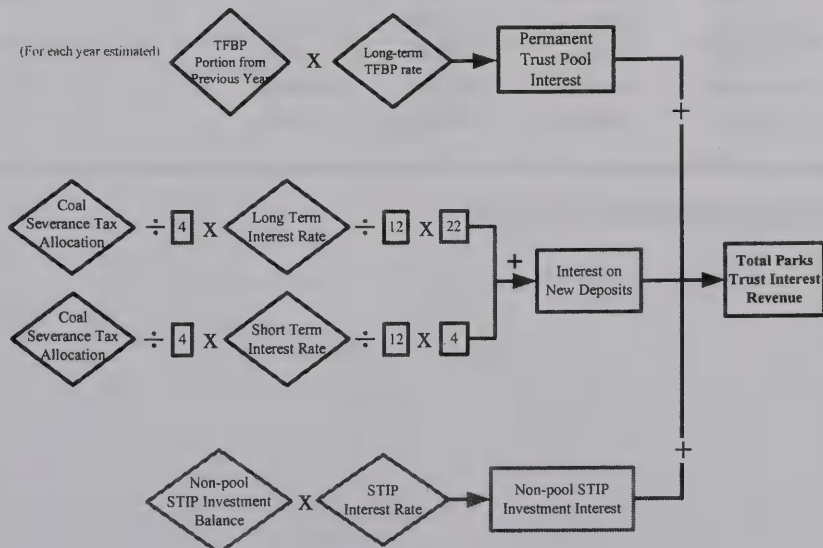 (For each year estimated)
TFBP
Portion from
Previous Year
X
Long-term
TFBP rate
Permanent
Trust Pool
Interest
+
Coal
Severance Tax
Allocation
÷ 4 X
Long Term
Interest Rate
÷ 12 X 22
+
Interest on
New Deposits
Total Parks
Trust Interest
Revenue
Coal
Severance Tax
Allocation
÷ 4 X
Short Term
Interest Rate
÷ 12 X 4
+
Non-pool
STIP Investment
Balance
X
STIP
Interest Rate
Non-pool STIP
Investment Interest